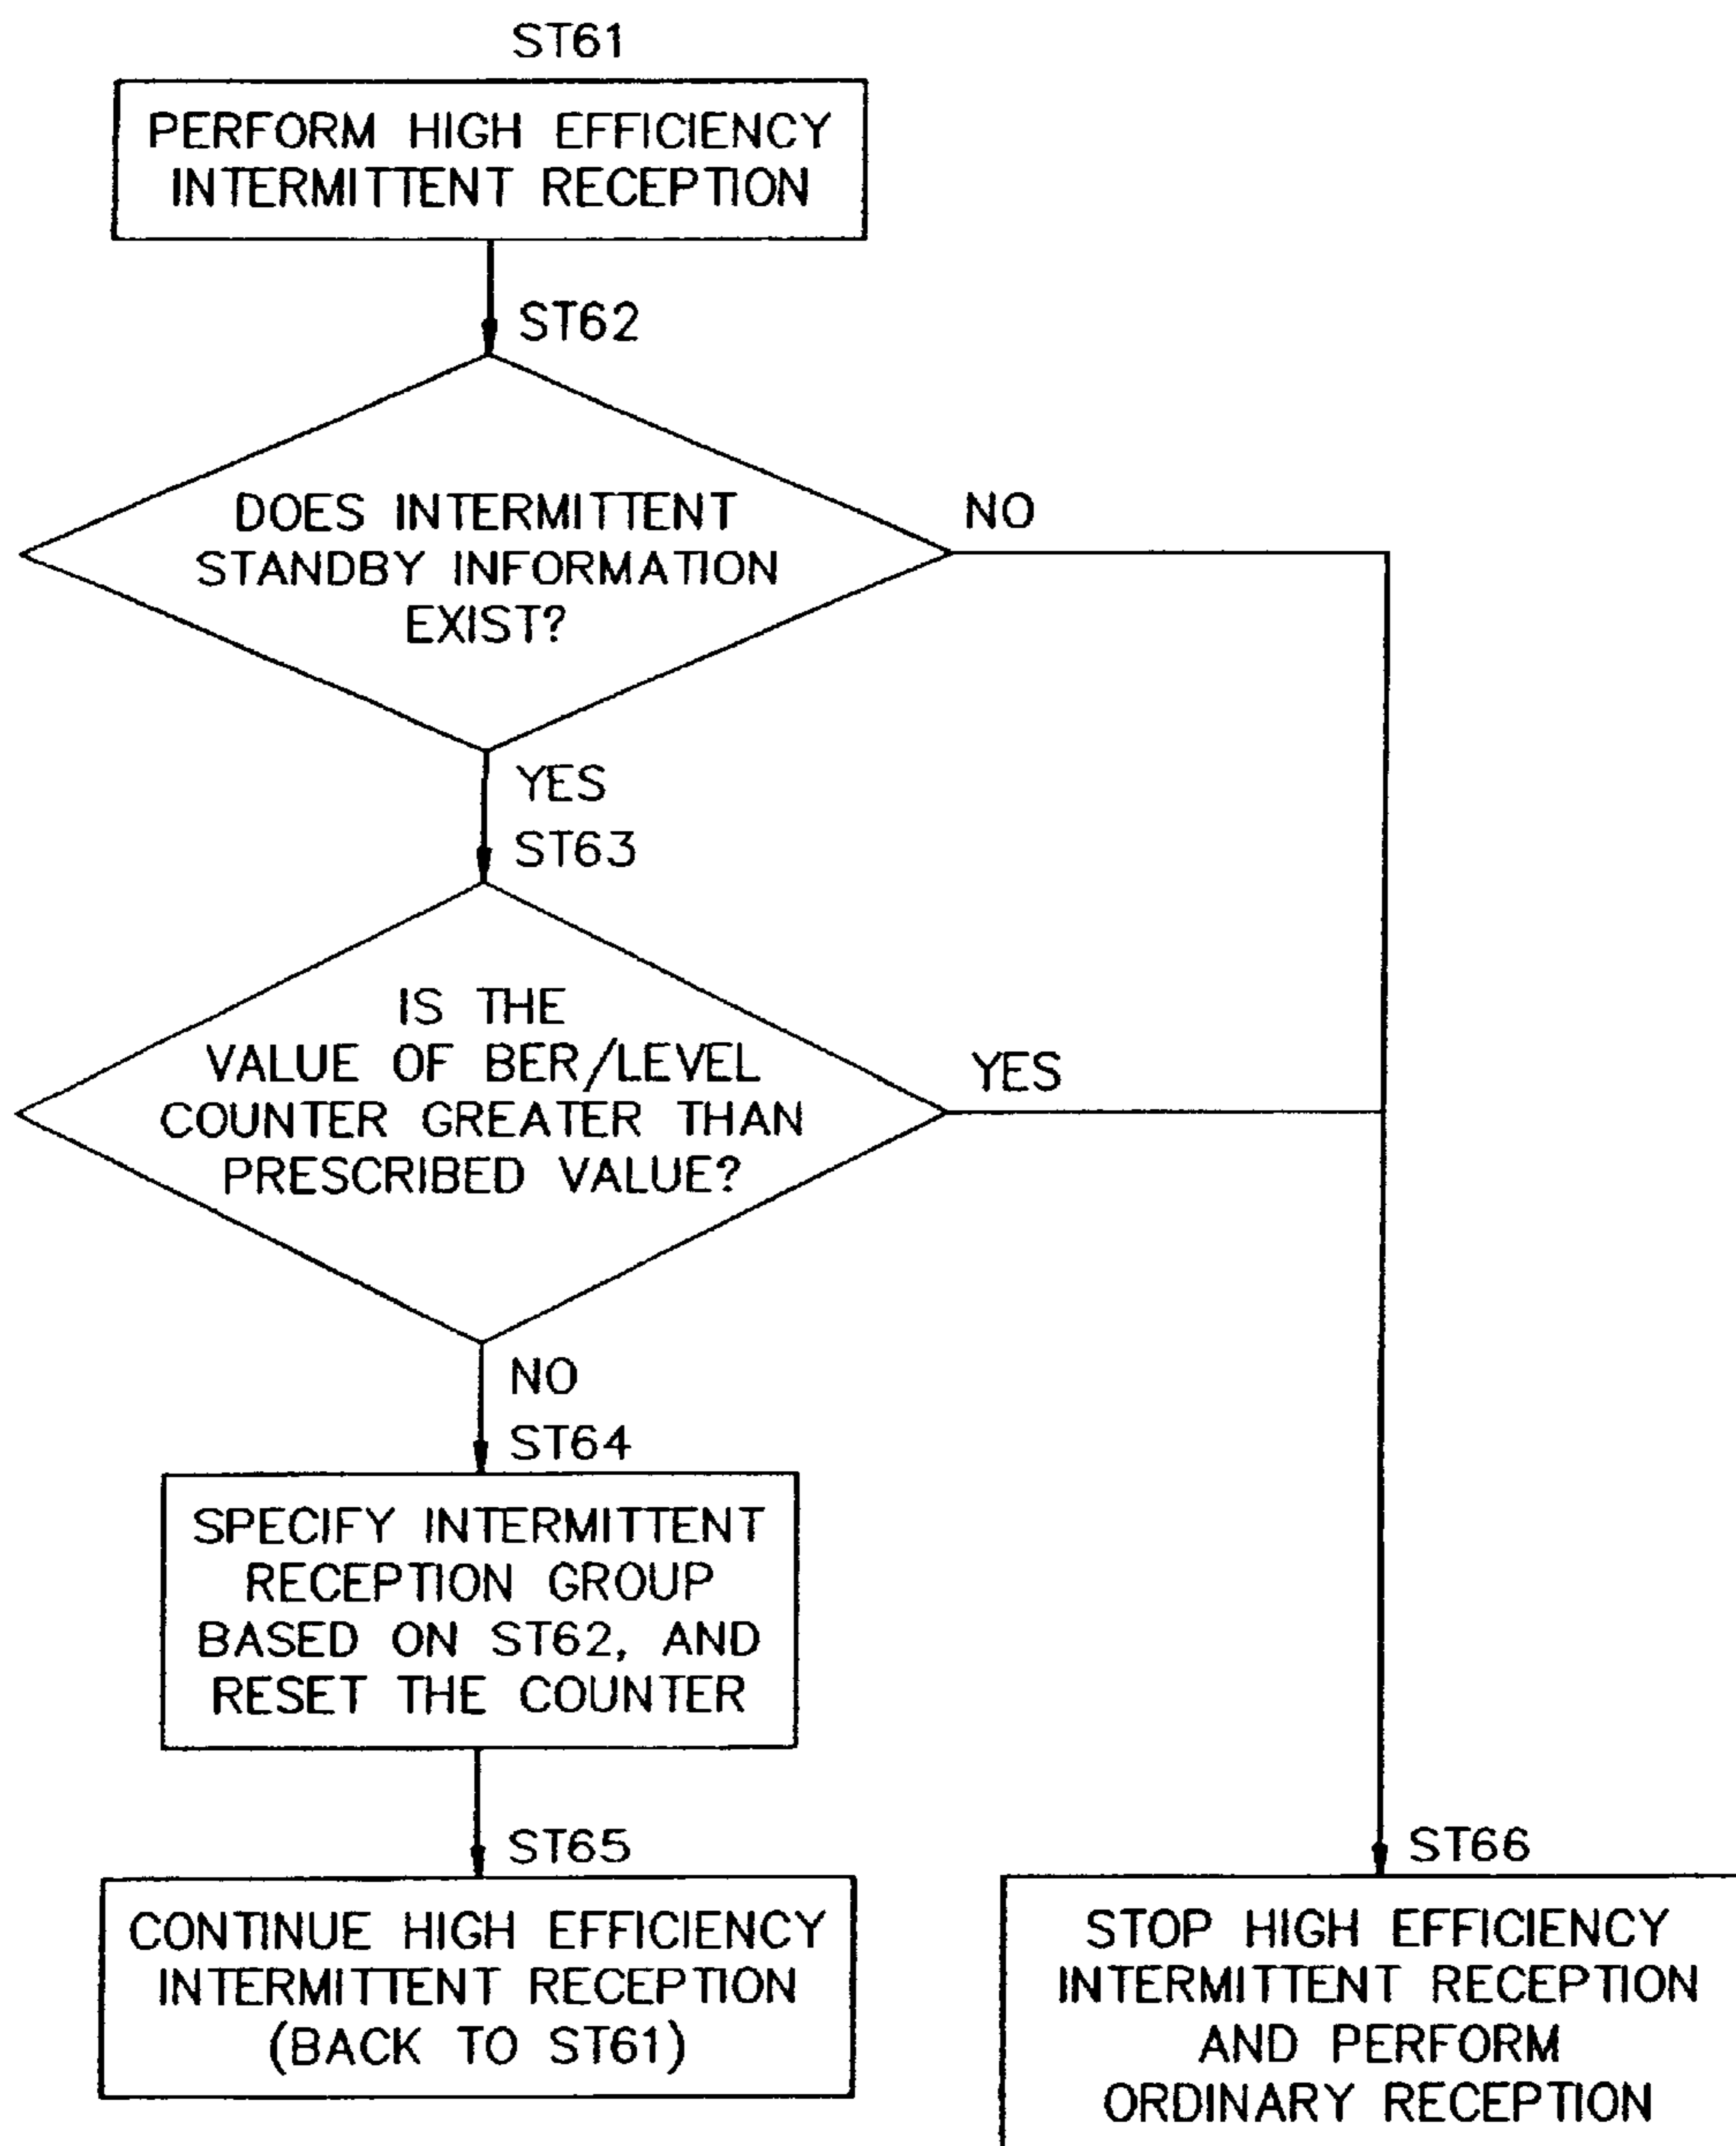 ST61
PERFORM HIGH EFFICIENCY
INTERMITTENT RECEPTION
ST62
DOES INTERMITTENT
STANDBY INFORMATION
EXIST?
NO
YES
ST63
IS THE
VALUE OF BER/LEVEL
COUNTER GREATER THAN
PRESCRIBED VALUE?
YES
NO
ST64
SPECIFY INTERMITTENT
RECEPTION GROUP
BASED ON ST62, AND
RESET THE COUNTER
ST65
CONTINUE HIGH EFFICIENCY
INTERMITTENT RECEPTION
(BACK TO ST61)
ST66
STOP HIGH EFFICIENCY
INTERMITTENT RECEPTION
AND PERFORM
ORDINARY RECEPTION